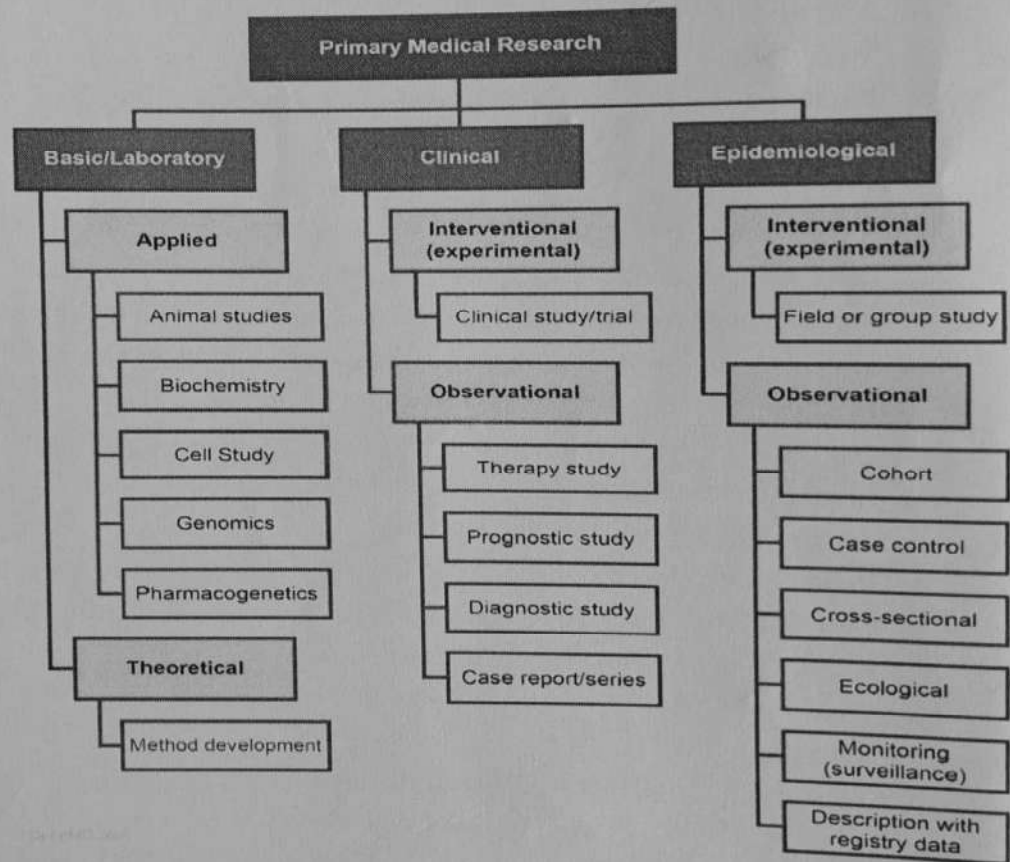 Primary Medical Research
Basic/Laboratory
Applied
Animal studies
Biochemistry
Cell Study
Genomics
Pharmacogenetics
Theoretical
Method development
Clinical
Interventional
(experimental)
Clinical study/trial
Observational
Therapy study
Prognostic study
Diagnostic study
Case report/series
Epidemiological
Interventional
(experimental)
Field or group study
Observational
Cohort
Case control
Cross-sectional
Ecological
Monitoring
(surveillance)
Description with
registry data